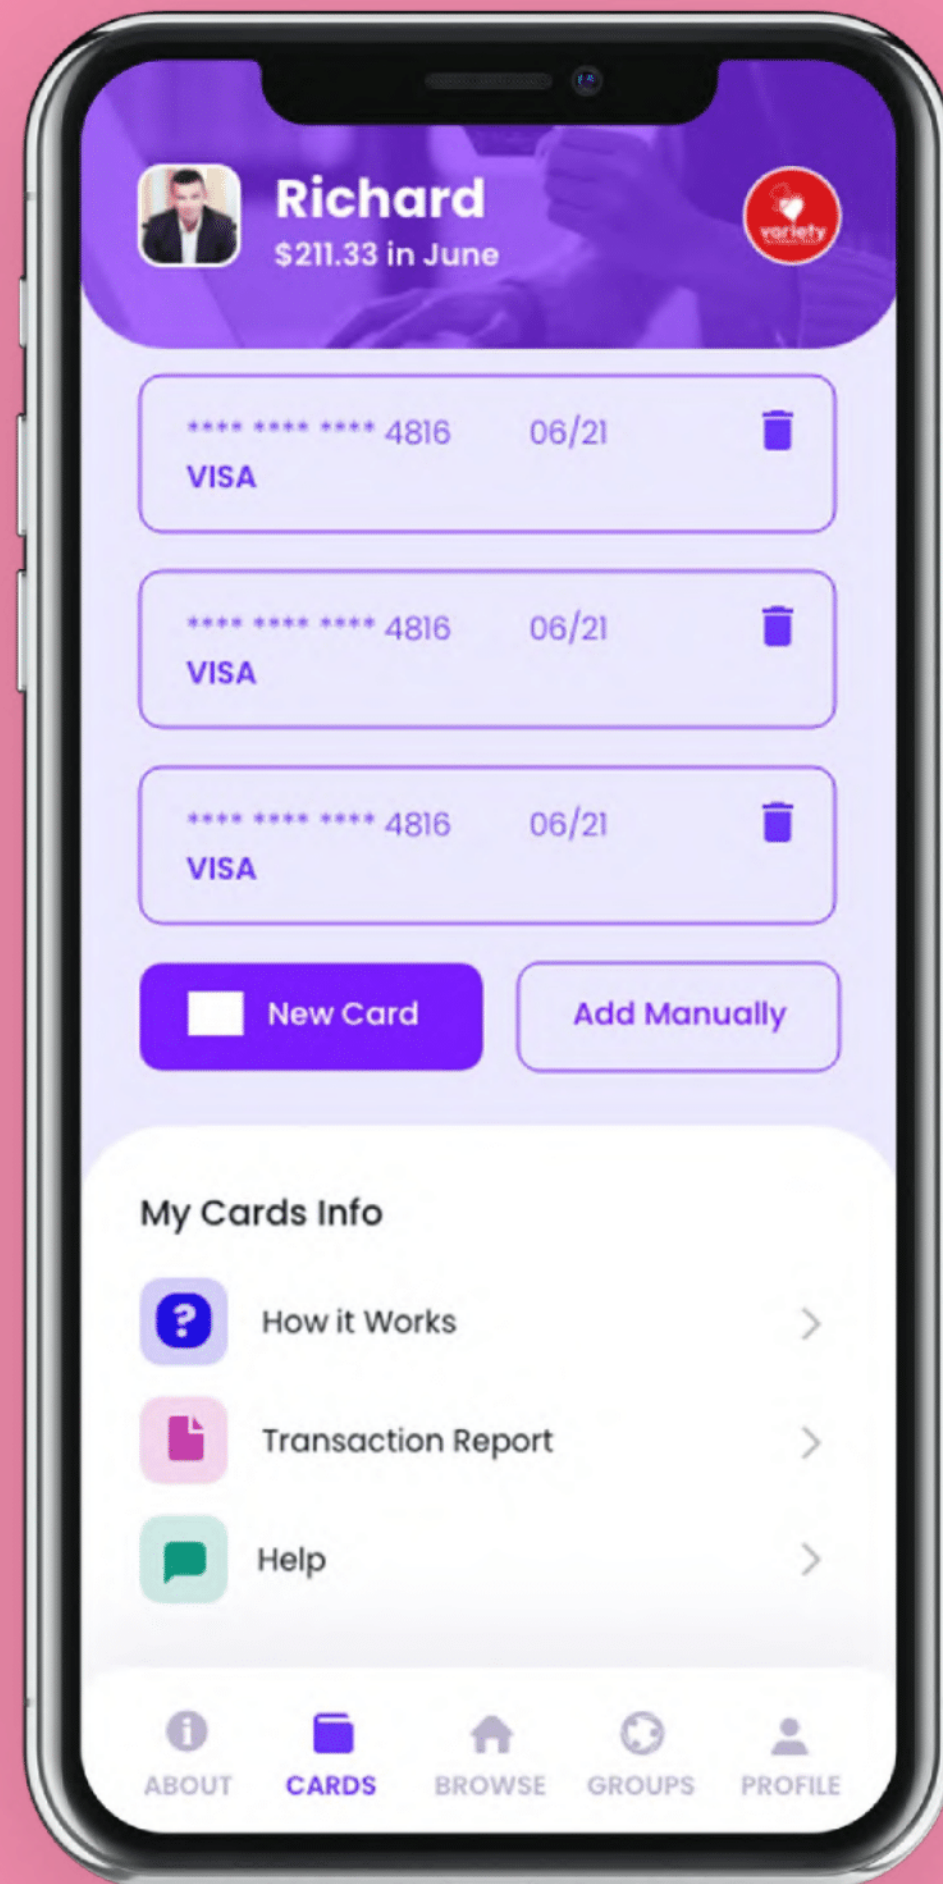 Richard
$211.33 in June
variety
**** **** **** 4816 06/21
VISA
**** **** **** 4816 06/21
VISA
**** **** **** 4816 06/21
VISA
New Card
Add Manually
My Cards Info
How it Works
Transaction Report
Help
ABOUT CARDS BROWSE GROUPS PROFILE